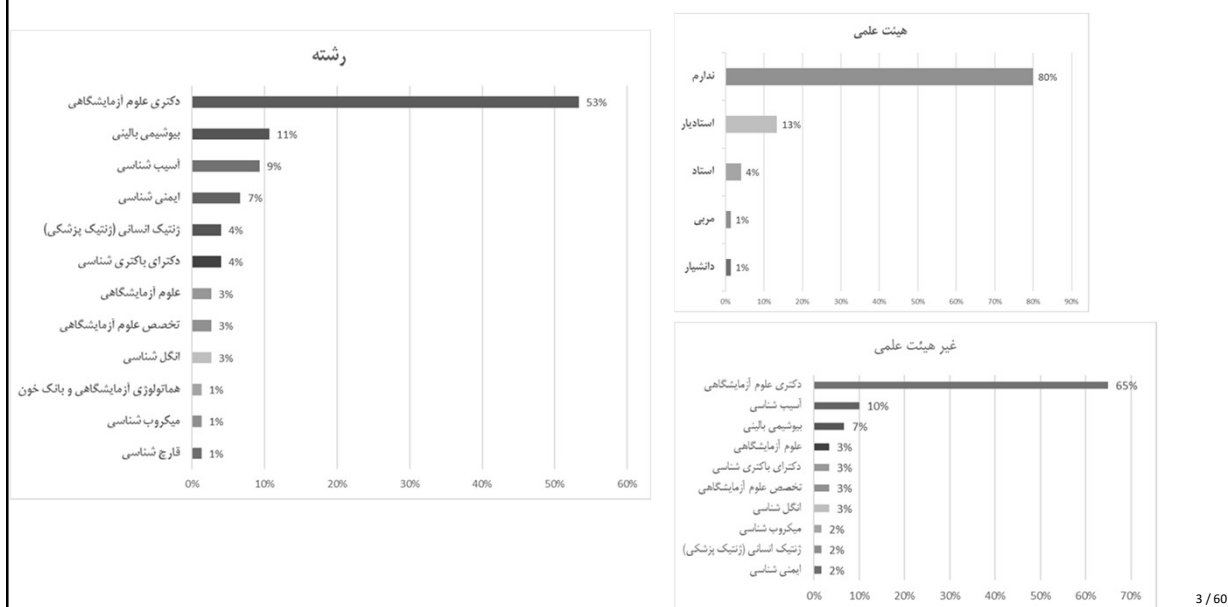 رشته
دکتری علوم آزمایشگاهی 53%
بیوشیمی بالینی 11%
آسیب شناسی 9%
ایمنی شناسی 7%
ژنتیک انسانی (ژنتیک پزشکی) 4%
دکترای باکتری شناسی 4%
علوم آزمایشگاهی 3%
تخصص علوم آزمایشگاهی 3%
انگل شناسی 3%
هماتولوژی آزمایشگاهی و بانک خون 1%
میکروب شناسی 1%
قارچ شناسی 1%
0% 10% 20% 30% 40% 50% 60%
هیئت علمی
ندارم 80%
استادیار 13%
استاد 4%
مربی 1%
دانشیار 1%
0% 10% 20% 30% 40% 50% 60% 70% 80% 90%
غیر هیئت علمی
دکتری علوم آزمایشگاهی 65%
آسیب شناسی 10%
بیوشیمی بالینی 7%
علوم آزمایشگاهی 3%
دکترای باکتری شناسی 3%
تخصص علوم آزمایشگاهی 3%
انگل شناسی 3%
میکروب شناسی 2%
ژنتیک انسانی (ژنتیک پزشکی) 2%
ایمنی شناسی 2%
0% 10% 20% 30% 40% 50% 60% 70%
3 / 60